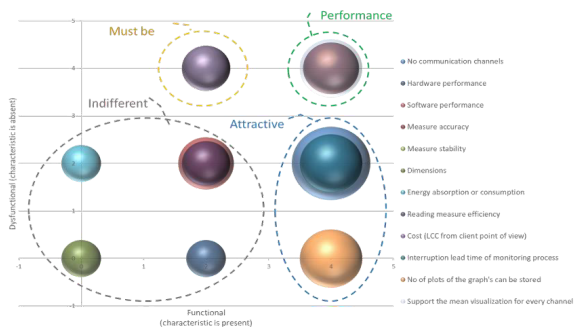 Performance
Must be
Indifferent
Attractive
5
4
3
2
1
0
-1
-1
0
1
2
3
4
5
Dysfunctional (characteristic is absent)
Functional
(characteristic is present)
No communication channels
Hardware performance
Software performance
Measure accuracy
Measure stability
Dimensions
Energy absorption or consumption
Reading measure efficiency
Cost (LCC from client point of view)
Interruption lead time of monitoring process
No of plots of the graph's can be stored
Support the mean visualization for every channel